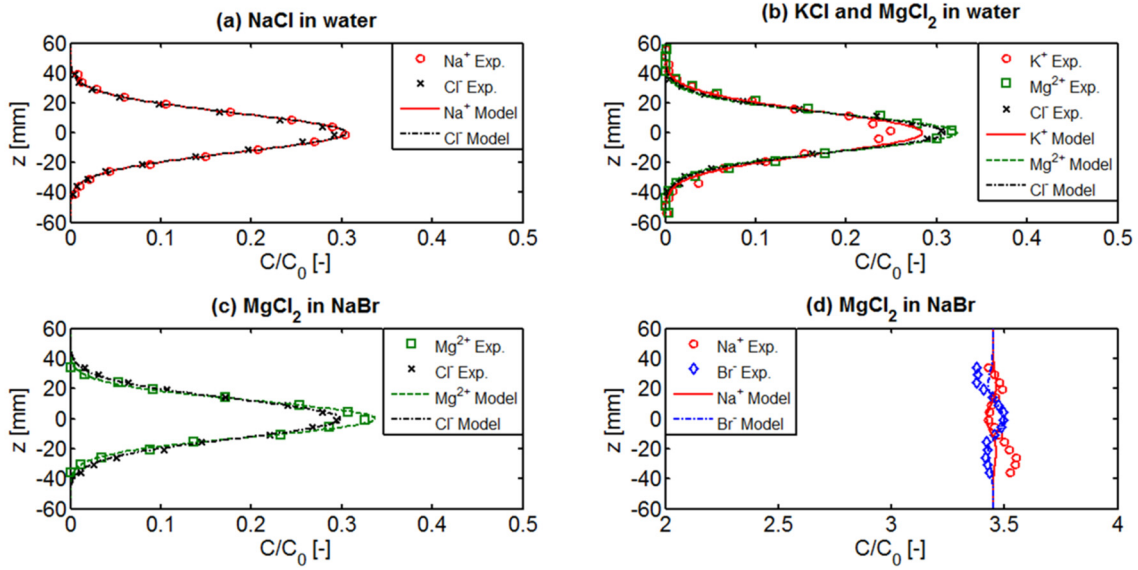 (a) NaCl in water
60
40
20
0
-20
-40
-60
z [mm]
0 0.1 0.2 0.3 0.4 0.5
C/C₀ [-]
Na⁺ Exp.
Cl⁻ Exp.
Na⁺ Model
Cl⁻ Model
(b) KCl and MgCl₂ in water
60
40
20
0
-20
-40
-60
z [mm]
0 0.1 0.2 0.3 0.4 0.5
C/C₀ [-]
K⁺ Exp.
Mg²⁺ Exp.
Cl⁻ Exp.
K⁺ Model
Mg²⁺ Model
Cl⁻ Model
(c) MgCl₂ in NaBr
60
40
20
0
-20
-40
-60
z [mm]
0 0.1 0.2 0.3 0.4 0.5
C/C₀ [-]
Mg²⁺ Exp.
Cl⁻ Exp.
Mg²⁺ Model
Cl⁻ Model
(d) MgCl₂ in NaBr
60
40
20
0
-20
-40
-60
z [mm]
2 2.5 3 3.5 4
C/C₀ [-]
Na⁺ Exp.
Br⁻ Exp.
Na⁺ Model
Br⁻ Model